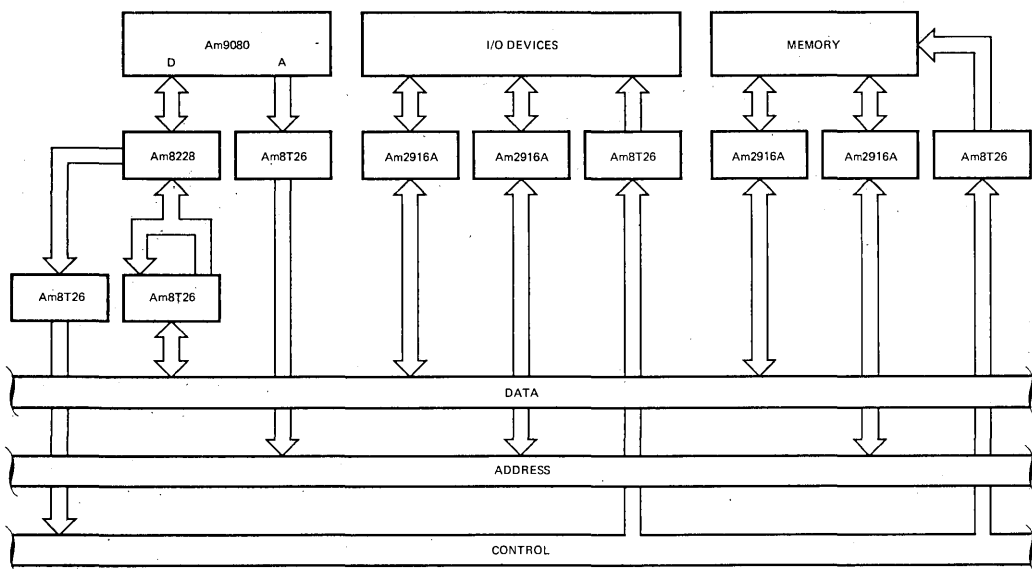 Am9080
D
A
I/O DEVICES
MEMORY
Am8228
Am8T26
Am2916A
Am2916A
Am8T26
Am2916A
Am2916A
Am8T26
Am8T26
Am8T26
DATA
ADDRESS
CONTROL